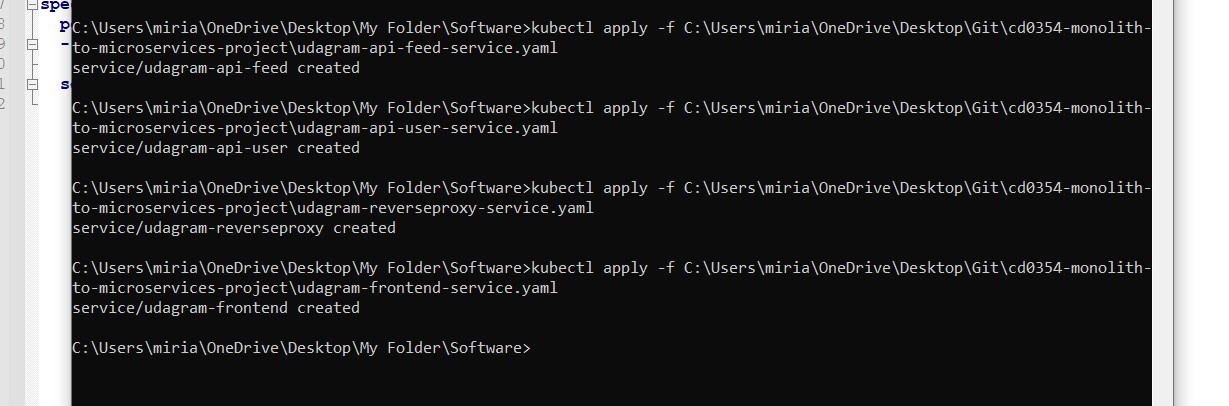 spe
C:\Users\miria\OneDrive\Desktop\My Folder\Software>kubectl apply -f C:\Users\miria\OneDrive\Desktop\Git\cd0354-monolith-
p
to-microservices-project\udagram-api-feed-service.yaml
-
service/udagram-api-feed created
s
C:\Users\miria\OneDrive\Desktop\My Folder\Software>kubectl apply -f C:\Users\miria\OneDrive\Desktop\Git\cd0354-monolith-
to-microservices-project\udagram-api-user-service.yaml
service/udagram-api-user created
C:\Users\miria\OneDrive\Desktop\My Folder\Software>kubectl apply -f C:\Users\miria\OneDrive\Desktop\Git\cd0354-monolith-
to-microservices-project\udagram-reverseproxy-service.yaml
service/udagram-reverseproxy created
C:\Users\miria\OneDrive\Desktop\My Folder\Software>kubectl apply -f C:\Users\miria\OneDrive\Desktop\Git\cd0354-monolith-
to-microservices-project\udagram-frontend-service.yaml
service/udagram-frontend created
C:\Users\miria\OneDrive\Desktop\My Folder\Software>